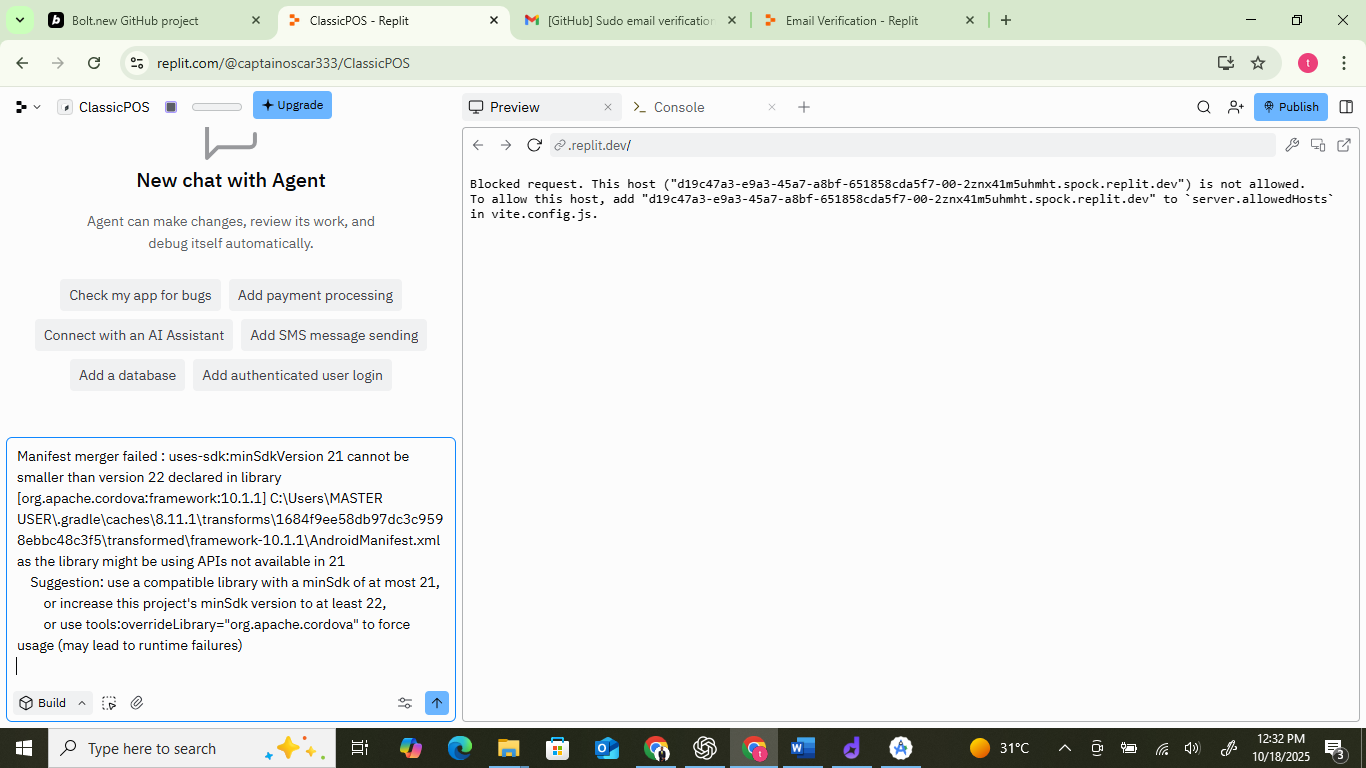 Bolt.new GitHub project
ClassicPOS - Replit
[GitHub] Sudo email verification
Email Verification - Replit
replit.com/@captainoscar333/ClassicPOS
t
ClassicPOS
Upgrade
Preview
Console
Publish
.replit.dev/
New chat with Agent
Agent can make changes, review its work, and
debug itself automatically.
Check my app for bugs
Add payment processing
Connect with an AI Assistant
Add SMS message sending
Add a database
Add authenticated user login
Manifest merger failed : uses-sdk:minSdkVersion 21 cannot be
smaller than version 22 declared in library
[org.apache.cordova:framework:10.1.1] C:\Users\MASTER
USER\.gradle\caches\8.11.1\transforms\1684f9ee58db97dc3c959
8ebbc48c3f5\transformed\framework-10.1.1\AndroidManifest.xml
as the library might be using APIs not available in 21
Suggestion: use a compatible library with a minSdk of at most 21,
or increase this project's minSdk version to at least 22,
or use tools:overrideLibrary="org.apache.cordova" to force
usage (may lead to runtime failures)
Build
Blocked request. This host ("d19c47a3-e9a3-45a7-a8bf-651858cda5f7-00-2znx41m5uhmht.spock.replit.dev") is not allowed.
To allow this host, add "d19c47a3-e9a3-45a7-a8bf-651858cda5f7-00-2znx41m5uhmht.spock.replit.dev" to `server.allowedHosts`
in vite.config.js.
Type here to search
31°C
12:32 PM
10/18/2025
3